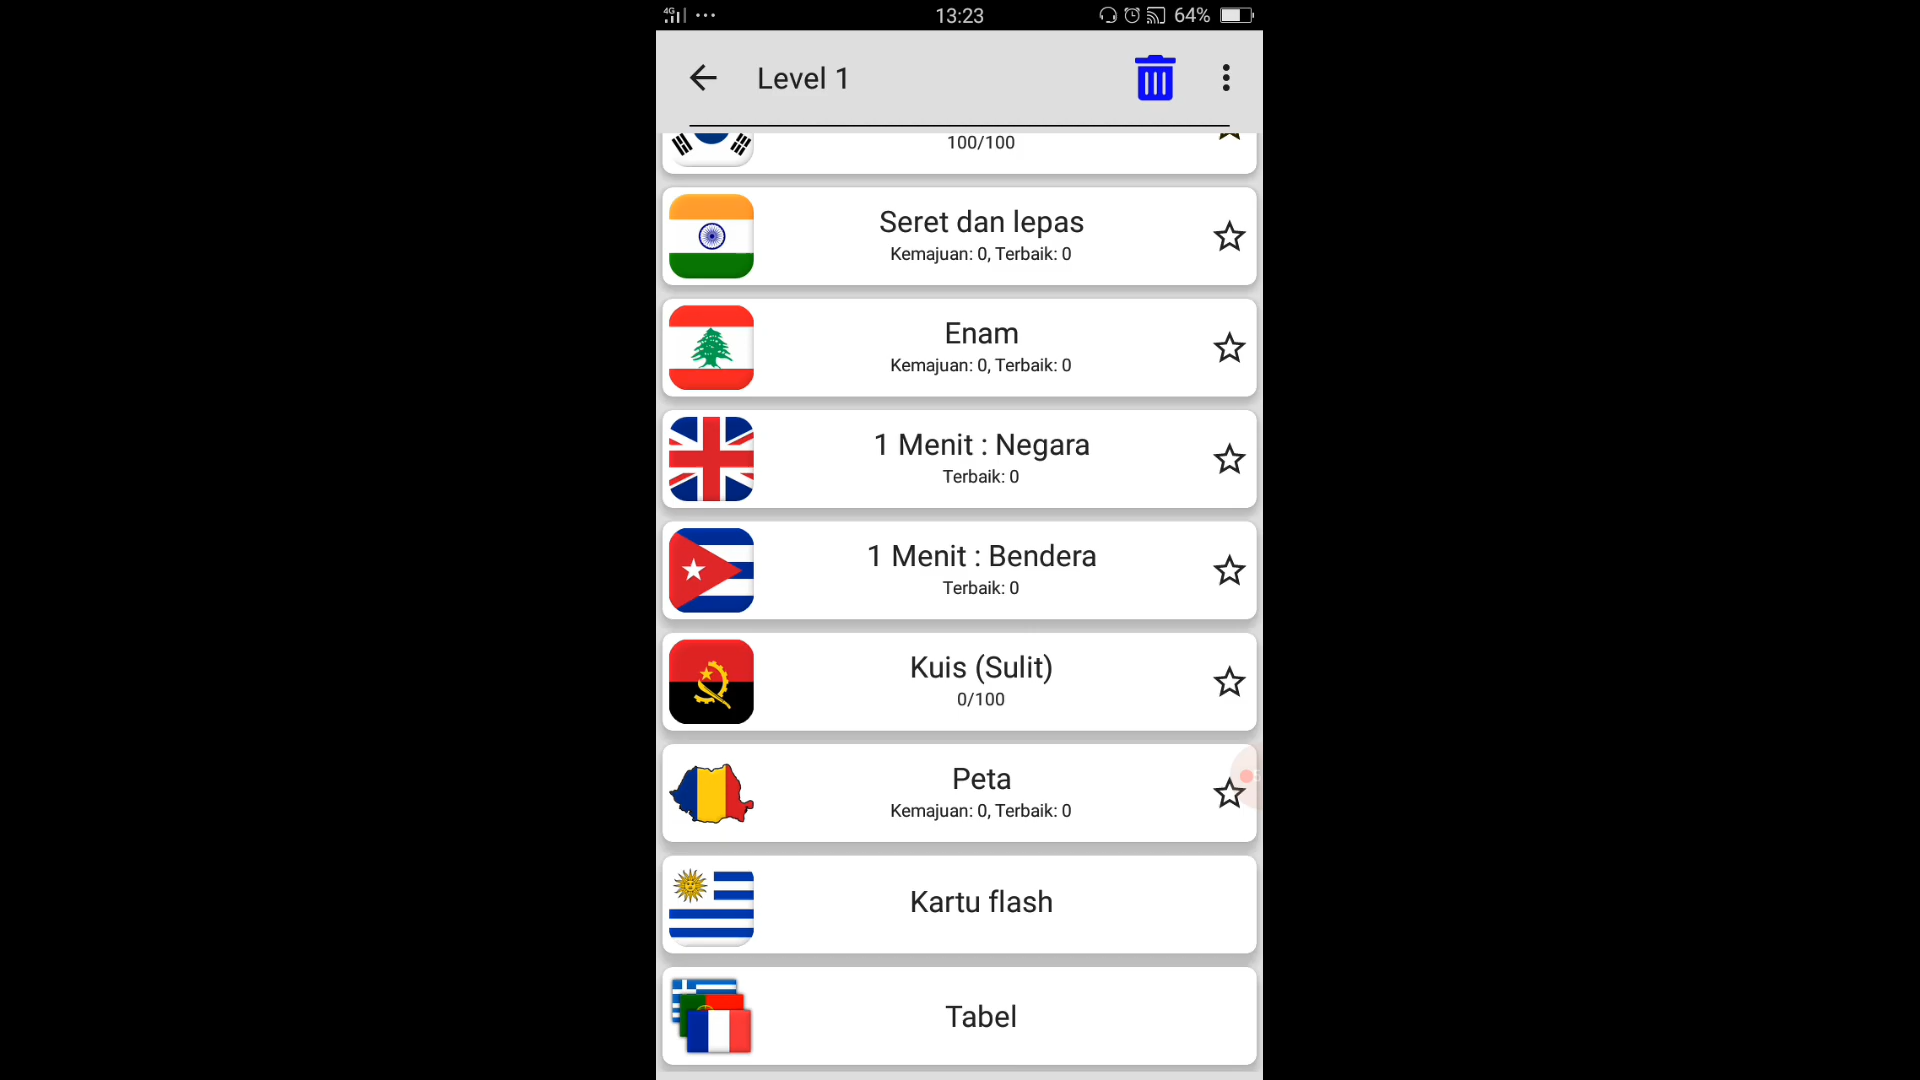 4G
13:23
64%
Level 1
100/100
Seret dan lepas
Kemajuan: 0, Terbaik: 0
Enam
Kemajuan: 0, Terbaik: 0
1 Menit : Negara
Terbaik: 0
1 Menit : Bendera
Terbaik: 0
Kuis (Sulit)
0/100
Peta
Kemajuan: 0, Terbaik: 0
Kartu flash
Tabel